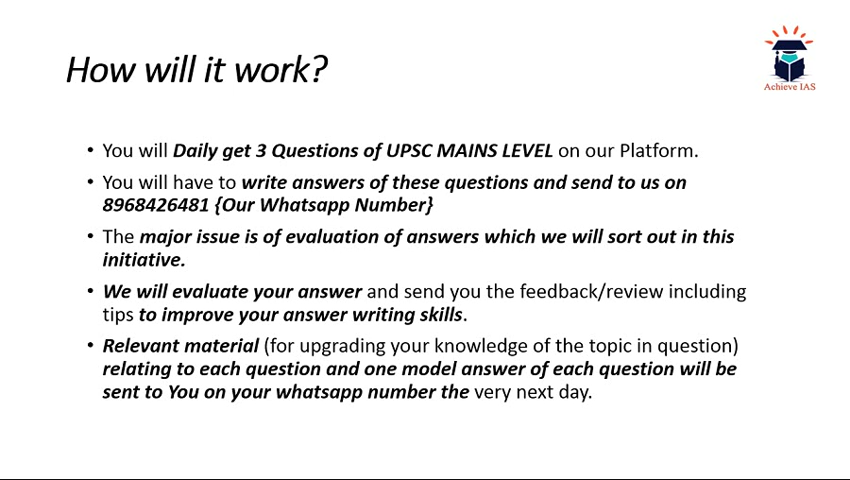 How will it work?
Achieve IAS
• You will Daily get 3 Questions of UPSC MAINS LEVEL on our Platform.
• You will have to write answers of these questions and send to us on
8968426481 {Our Whatsapp Number}
• The major issue is of evaluation of answers which we will sort out in this
initiative.
• We will evaluate your answer and send you the feedback/review including
tips to improve your answer writing skills.
• Relevant material (for upgrading your knowledge of the topic in question)
relating to each question and one model answer of each question will be
sent to You on your whatsapp number the very next day.